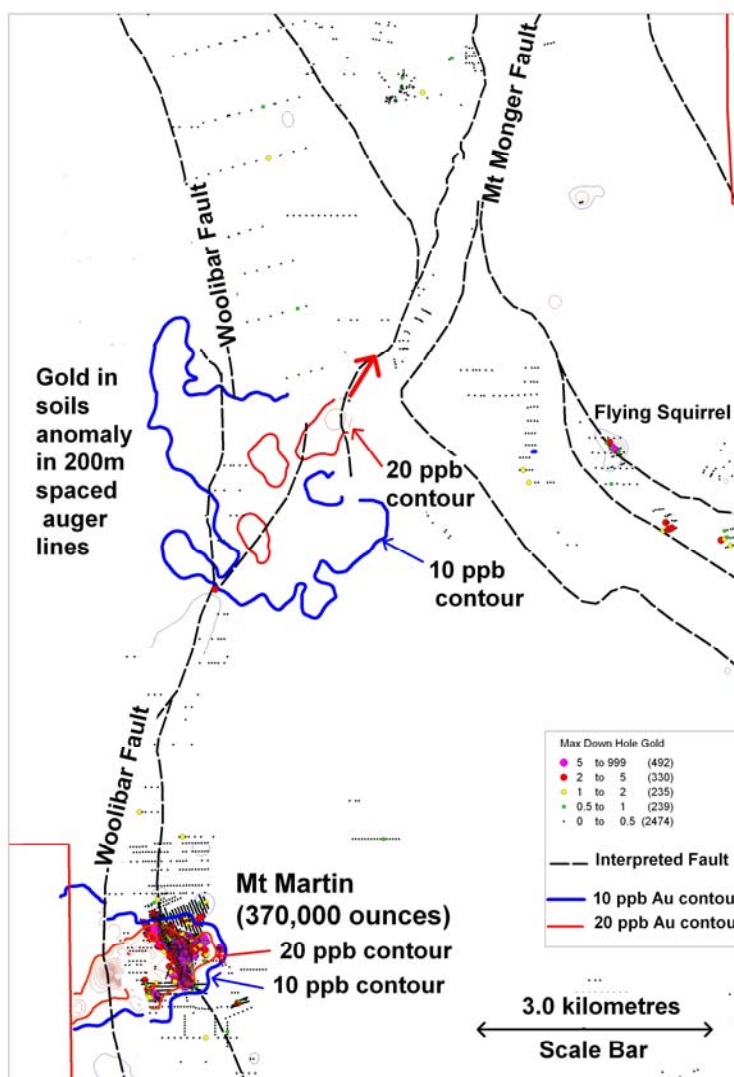 Woolibar Fault
Mt Monger Fault
Gold in
soils
anomaly
in 200m
spaced
auger
lines
Flying Squirrel
20 ppb
contour
10 ppb
contour
Woolibar Fault
Mt Martin
(370,000 ounces)
20 ppb contour
10 ppb contour
Max Down Hole Gold
5 to 999 (492)
2 to 5 (330)
1 to 2 (235)
0.5 to 1 (239)
0 to 0.5 (2474)
Interpreted Fault
10 ppb Au contou
20 ppb Au contou
3.0 kilometres
Scale Bar